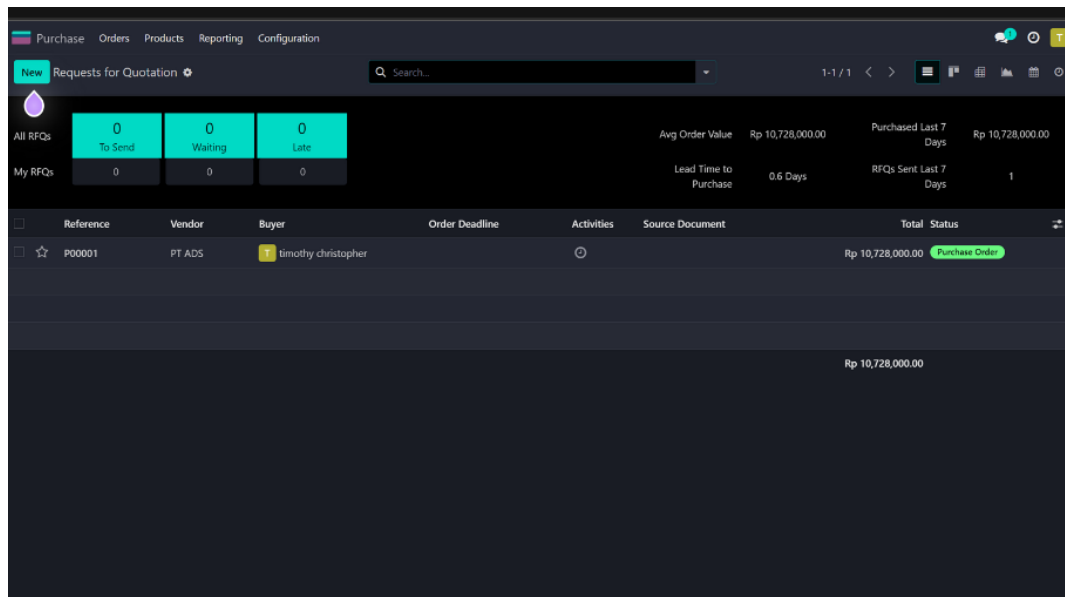 Purchase Orders Products Reporting Configuration 1 T
New Requests for Quotation Search... 1-1 / 1
All RFQs 0 To Send 0 Waiting 0 Late Avg Order Value Rp 10,728,000.00 Purchased Last 7 Days Rp 10,728,000.00
My RFQs 0 0 0 Lead Time to Purchase 0.6 Days RFQs Sent Last 7 Days 1
Reference Vendor Buyer Order Deadline Activities Source Document Total Status
P00001 PT ADS T timothy christopher Rp 10,728,000.00 Purchase Order
Rp 10,728,000.00